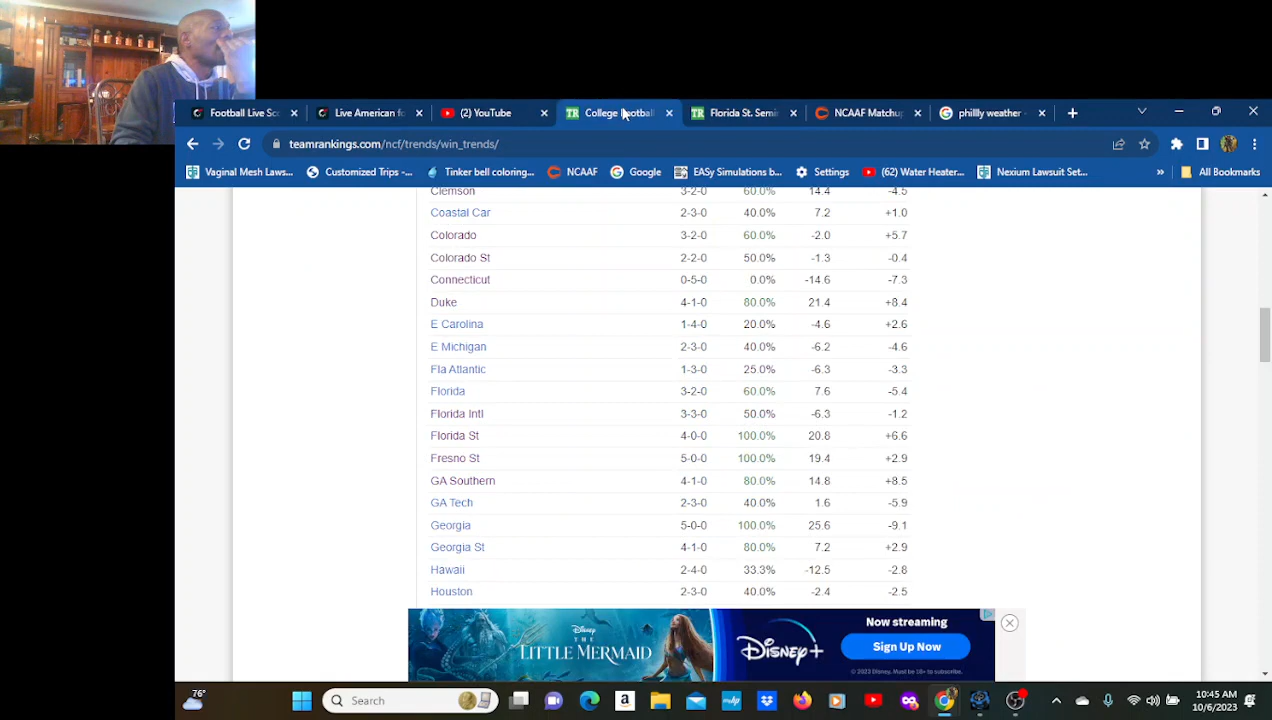 Football Live Sco
Live American fo
(2) YouTube
College Football
Florida St. Semi
NCAAF Matchup
phillly weather -
teamrankings.com/ncf/trends/win_trends/
Vaginal Mesh Laws...
Customized Trips -...
Tinker bell coloring...
NCAAF
Google
EASy Simulations b...
Settings
(62) Water Heater...
Nexium Lawsuit Set...
»
All Bookmarks
Clemson 3-2-0 60.0% 14.4 -4.5
Coastal Car 2-3-0 40.0% 7.2 +1.0
Colorado 3-2-0 60.0% -2.0 +5.7
Colorado St 2-2-0 50.0% -1.3 -0.4
Connecticut 0-5-0 0.0% -14.6 -7.3
Duke 4-1-0 80.0% 21.4 +8.4
E Carolina 1-4-0 20.0% -4.6 +2.6
E Michigan 2-3-0 40.0% -6.2 -4.6
Fla Atlantic 1-3-0 25.0% -6.3 -3.3
Florida 3-2-0 60.0% 7.6 -5.4
Florida Intl 3-3-0 50.0% -6.3 -1.2
Florida St 4-0-0 100.0% 20.8 +6.6
Fresno St 5-0-0 100.0% 19.4 +2.9
GA Southern 4-1-0 80.0% 14.8 +8.5
GA Tech 2-3-0 40.0% 1.6 -5.9
Georgia 5-0-0 100.0% 25.6 -9.1
Georgia St 4-1-0 80.0% 7.2 +2.9
Hawaii 2-4-0 33.3% -12.5 -2.8
Houston 2-3-0 40.0% -2.4 -2.5
Disney
THE
LITTLE MERMAID
Disney+
Now streaming
Sign Up Now
© 2023 Disney, Must be 18+ to subscribe.
76°
Search
10:45 AM
10/6/2023